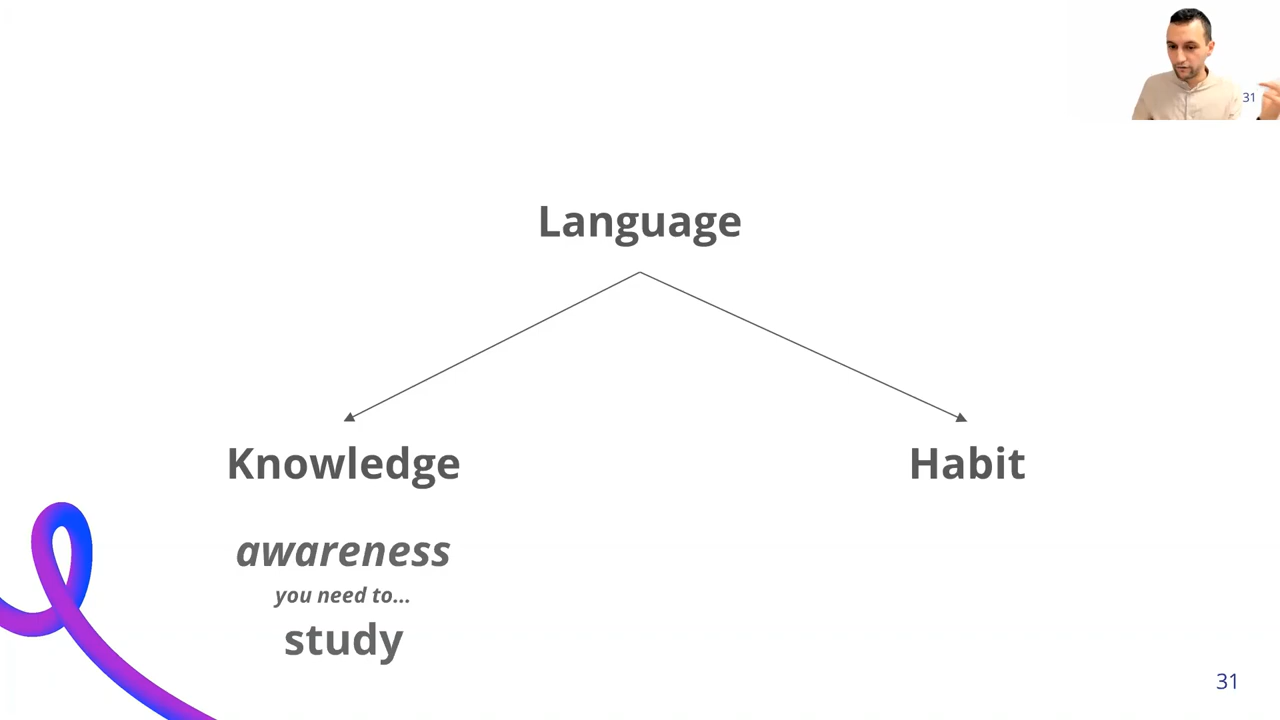 31
Language
Knowledge
Habit
awareness
you need to...
study
31